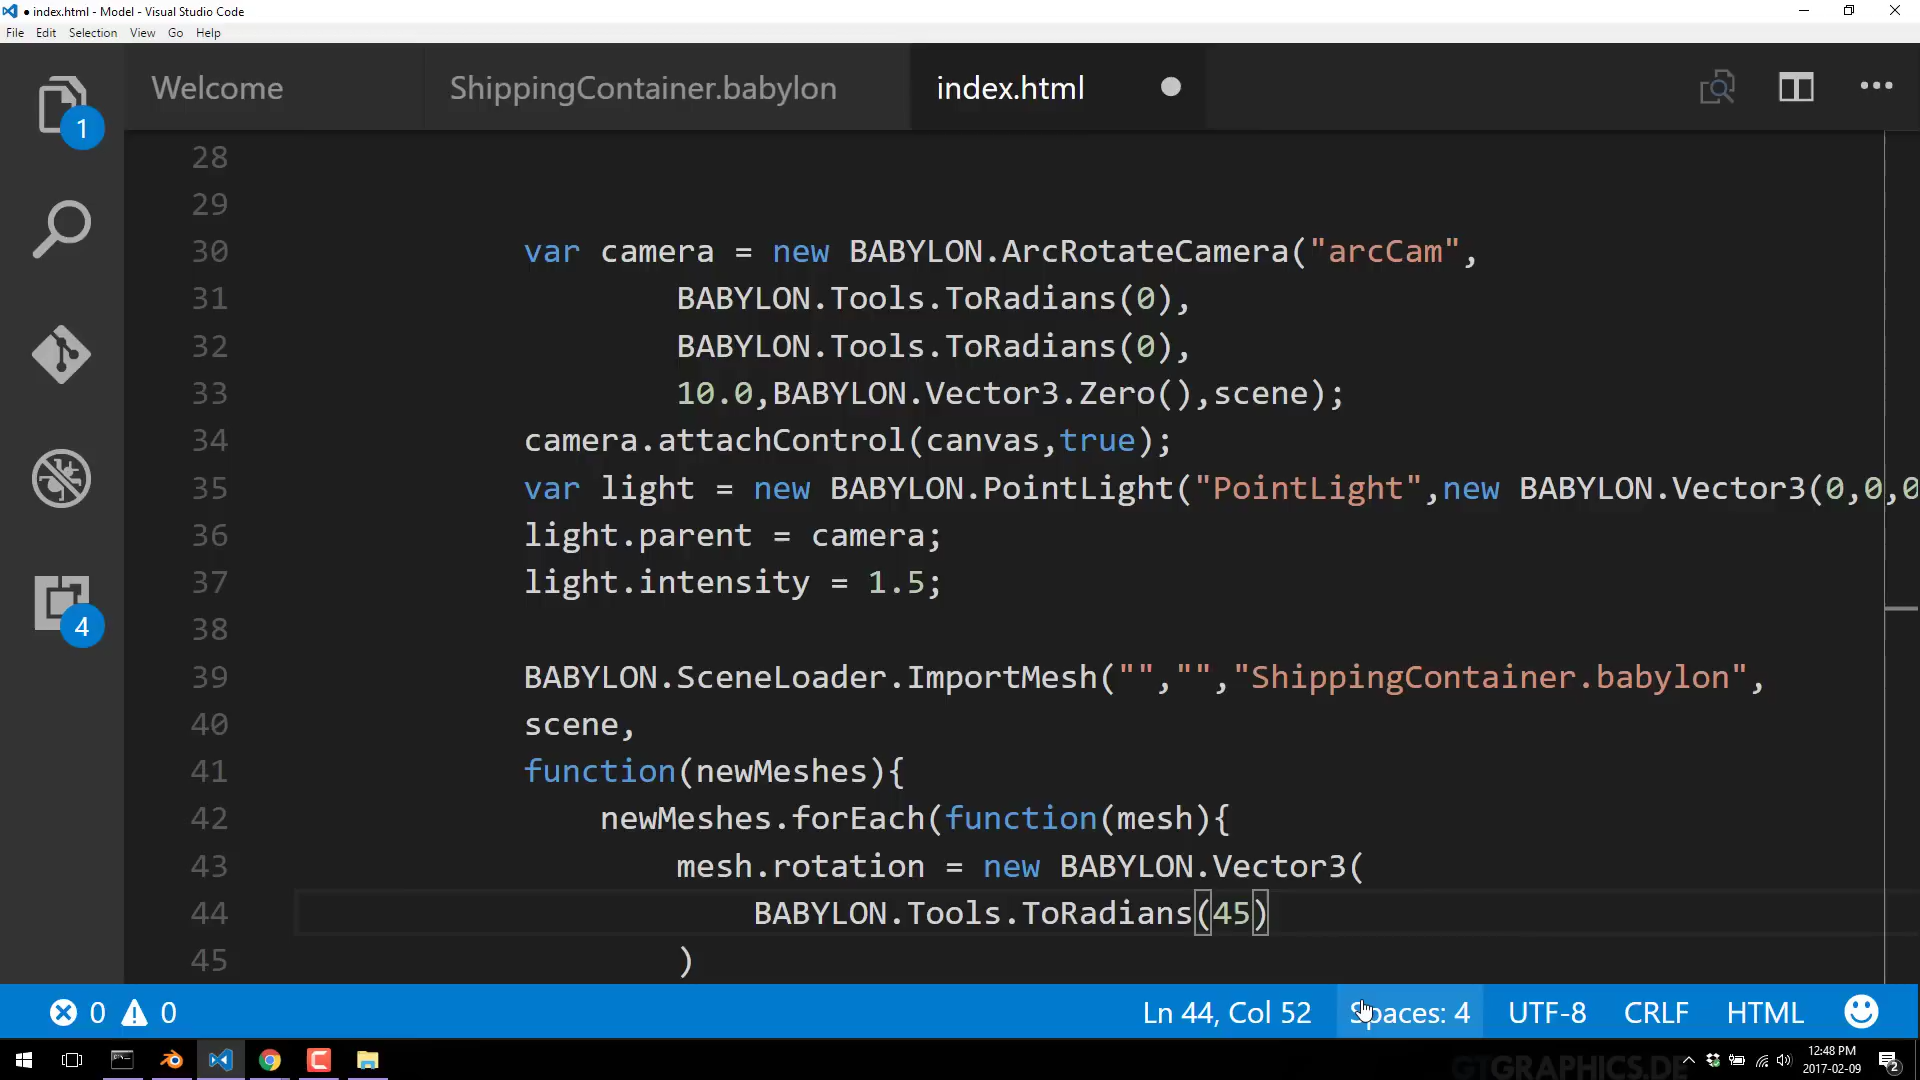 index.html - Model - Visual Studio Code
File Edit Selection View Go Help
Welcome ShippingContainer.babylon index.html
1
4
28
29
30 var camera = new BABYLON.ArcRotateCamera("arcCam",
31 BABYLON.Tools.ToRadians(0),
32 BABYLON.Tools.ToRadians(0),
33 10.0,BABYLON.Vector3.Zero(),scene);
34 camera.attachControl(canvas,true);
35 var light = new BABYLON.PointLight("PointLight",new BABYLON.Vector3(0,0,0
36 light.parent = camera;
37 light.intensity = 1.5;
38
39 BABYLON.SceneLoader.ImportMesh("","","ShippingContainer.babylon",
40 scene,
41 function(newMeshes){
42 newMeshes.forEach(function(mesh){
43 mesh.rotation = new BABYLON.Vector3(
44 BABYLON.Tools.ToRadians(45)
45 )
0 0 Ln 44, Col 52 Spaces: 4 UTF-8 CRLF HTML
GTGRAPHICS.DE
12:48 PM
2017-02-09
2